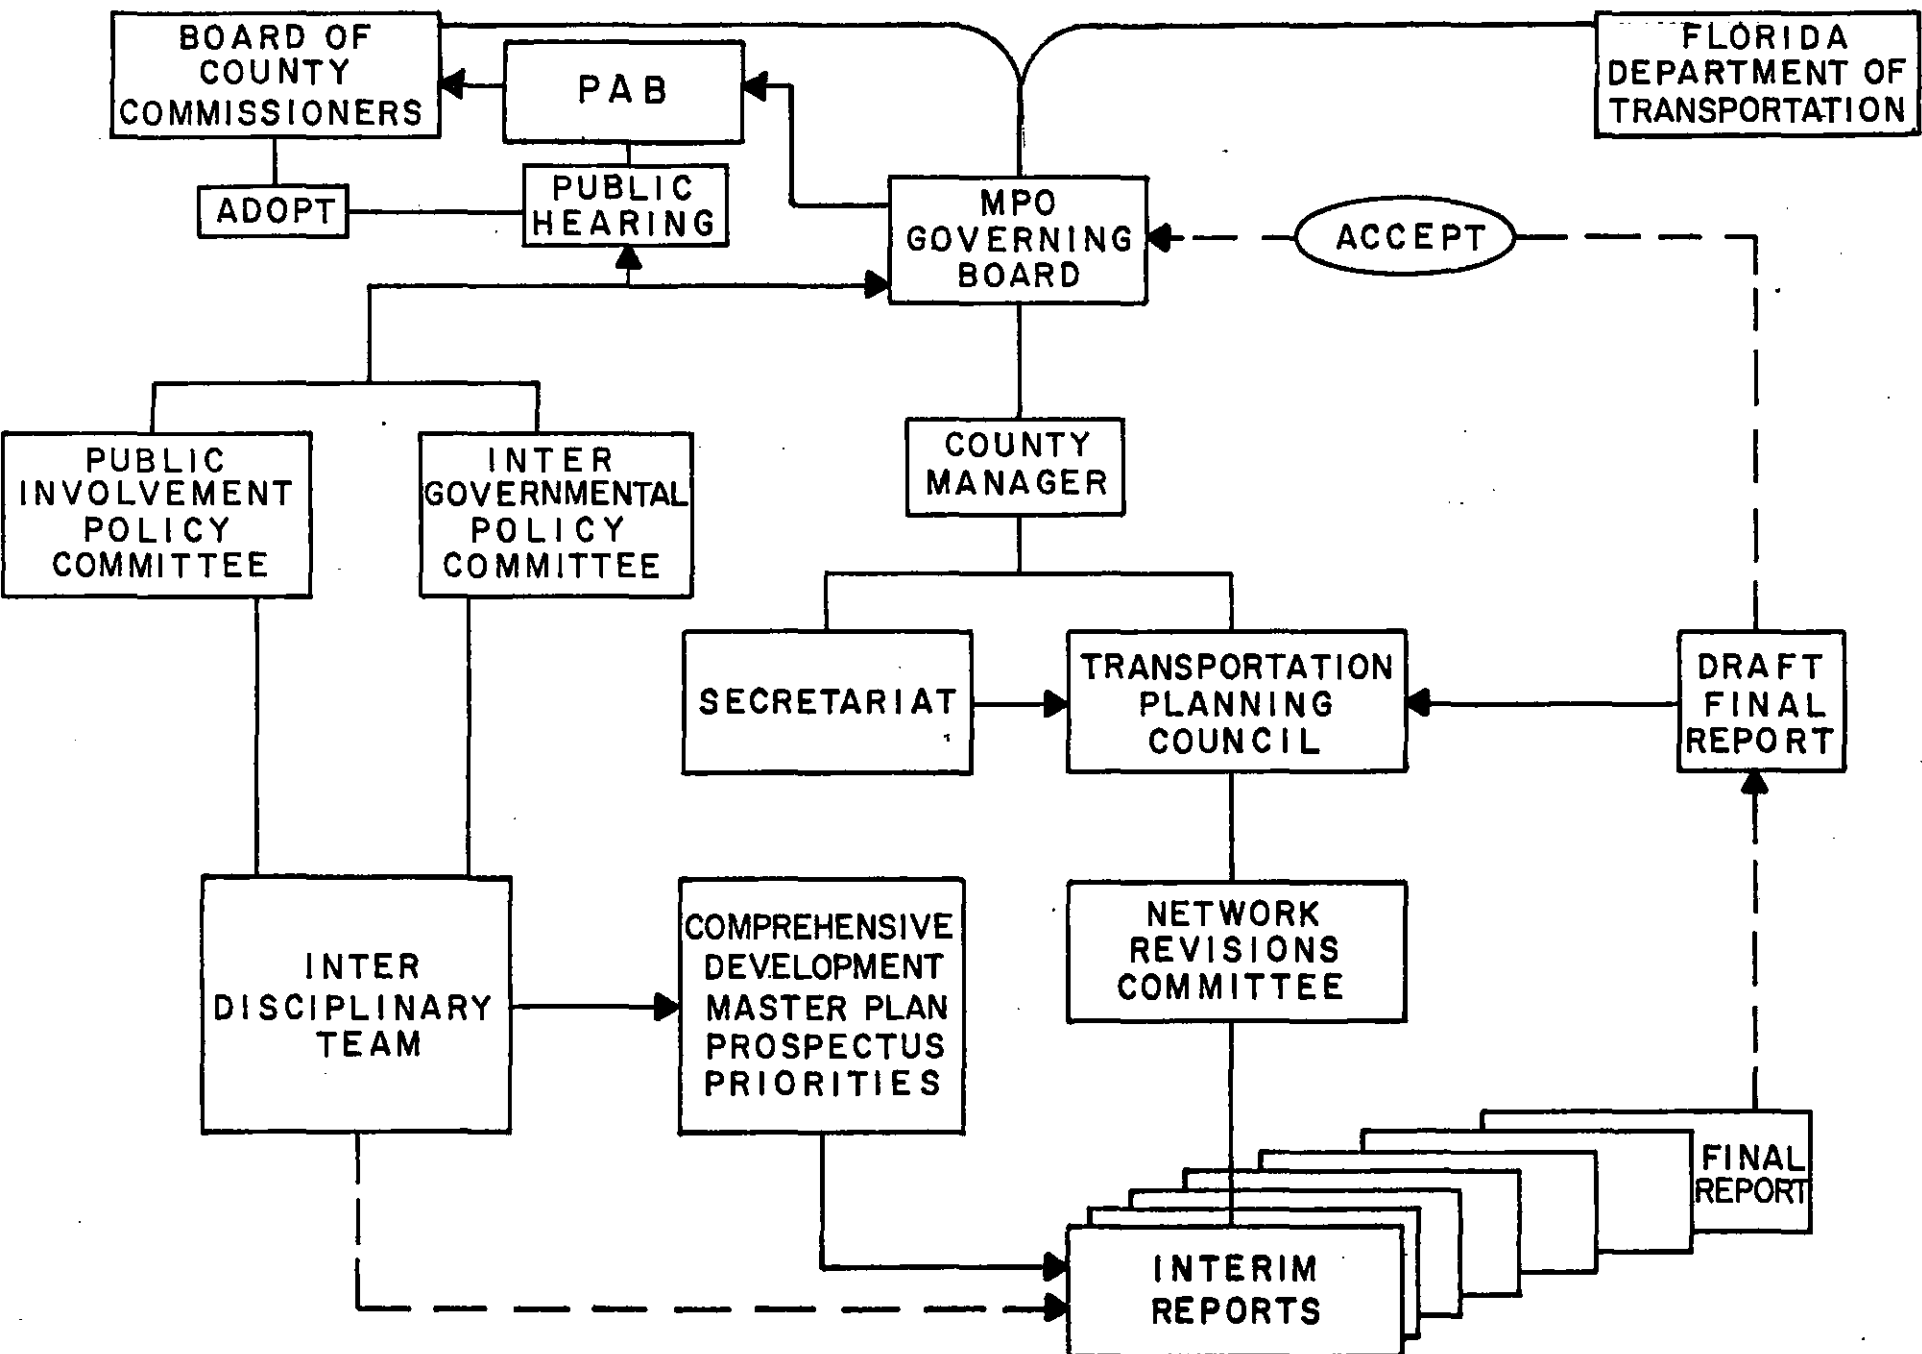 BOARD OF
COUNTY
COMMISSIONERS
PAB
FLORIDA
DEPARTMENT OF
TRANSPORTATION
ADOPT
PUBLIC
HEARING
MPO
GOVERNING
BOARD
ACCEPT
PUBLIC
INVOLVEMENT
POLICY
COMMITTEE
INTER
GOVERNMENTAL
POLICY
COMMITTEE
COUNTY
MANAGER
SECRETARIAT
TRANSPORTATION
PLANNING
COUNCIL
DRAFT
FINAL
REPORT
INTER
DISCIPLINARY
TEAM
COMPREHENSIVE
DEVELOPMENT
MASTER PLAN
PROSPECTUS
PRIORITIES
NETWORK
REVISIONS
COMMITTEE
FINAL
REPORT
INTERIM
REPORTS